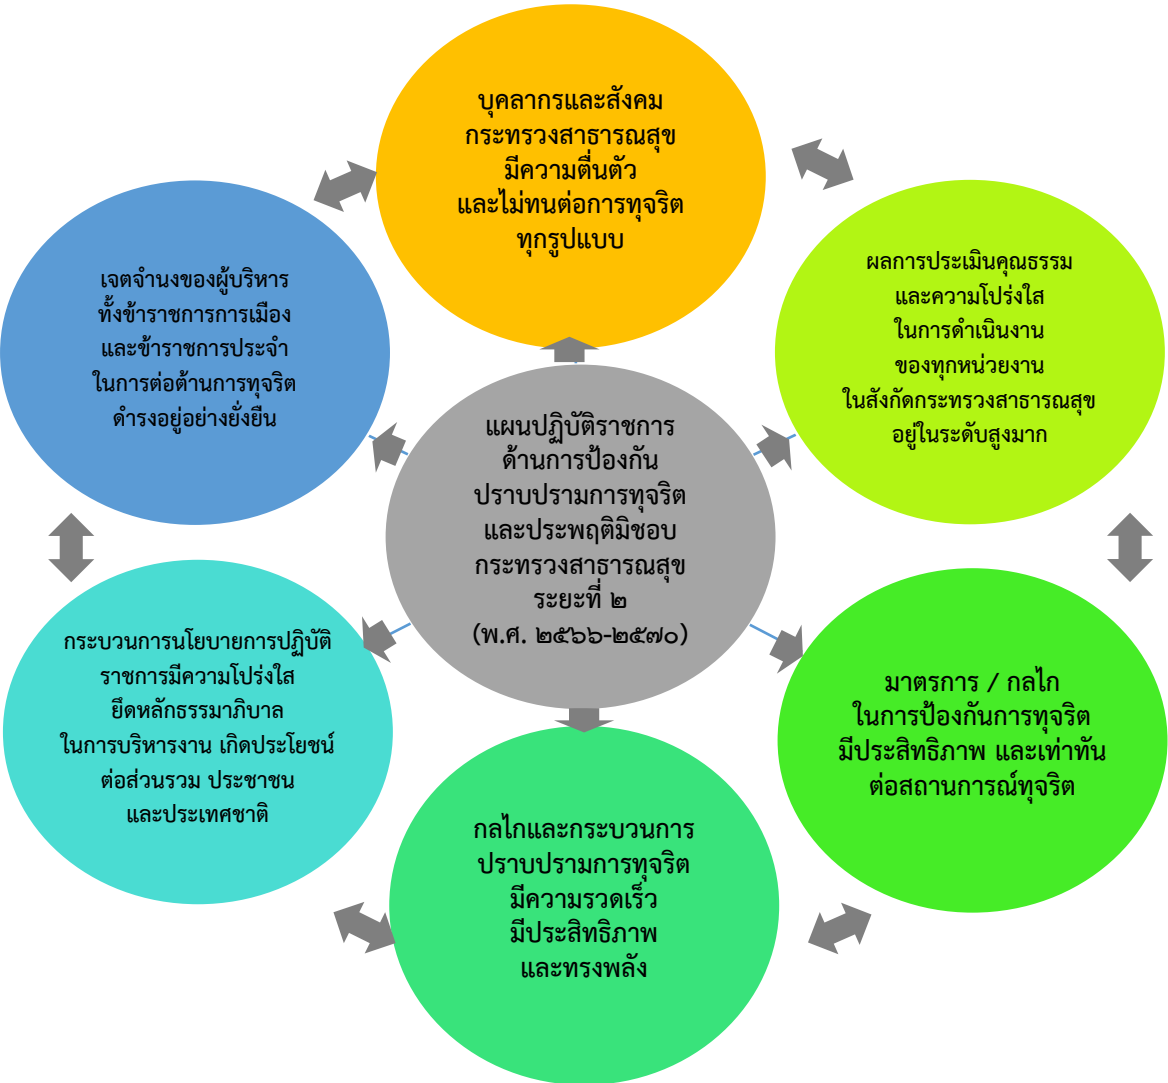 บุคลากรและสังคม
กระทรวงสาธารณสุข
มีความตื่นตัว
และไม่ทนต่อการทุจริต
ทุกรูปแบบ
เจตจำนงของผู้บริหาร
ทั้งข้าราชการการเมือง
และข้าราชการประจำ
ในการต่อต้านการทุจริต
ดำรงอยู่อย่างยั่งยืน
ผลการประเมินคุณธรรม
และความโปร่งใส
ในการดำเนินงาน
ของทุกหน่วยงาน
ในสังกัดกระทรวงสาธารณสุข
อยู่ในระดับสูงมาก
แผนปฏิบัติราชการ
ด้านการป้องกัน
ปราบปรามการทุจริต
และประพฤติมิชอบ
กระทรวงสาธารณสุข
ระยะที่ ๒
(พ.ศ. ๒๕๖๖-๒๕๗๐)
กระบวนการนโยบายการปฏิบัติ
ราชการมีความโปร่งใส
ยึดหลักธรรมาภิบาล
ในการบริหารงาน เกิดประโยชน์
ต่อส่วนรวม ประชาชน
และประเทศชาติ
มาตรการ / กลไก
ในการป้องกันการทุจริต
มีประสิทธิภาพ และเท่าทัน
ต่อสถานการณ์ทุจริต
กลไกและกระบวนการ
ปราบปรามการทุจริต
มีความรวดเร็ว
มีประสิทธิภาพ
และทรงพลัง